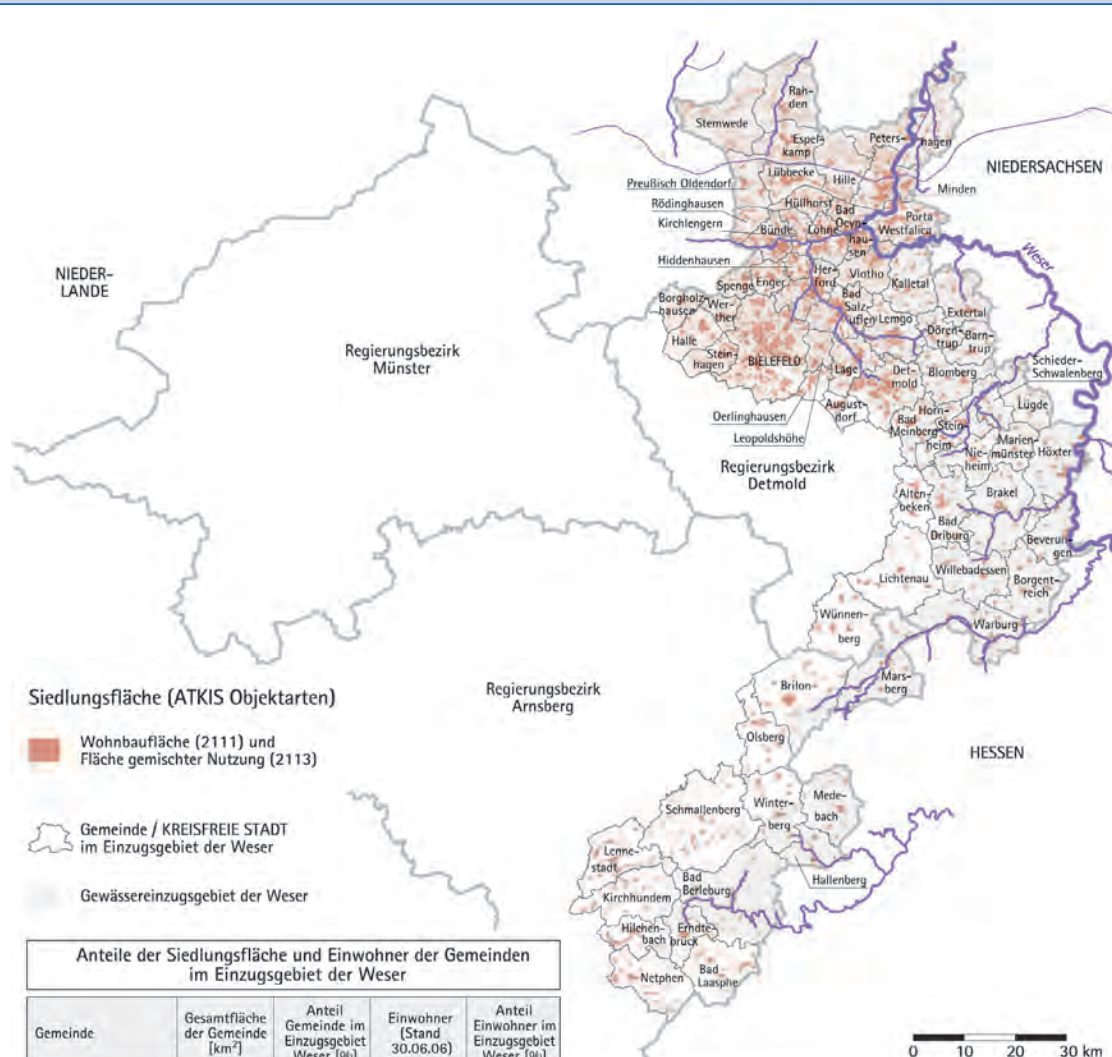 Rah-
den
Stemwede
Espel-
kamp
Peters-
hagen
NIEDERSACHSEN
Lübbecke
Hille
Preußisch Oldendorf
Minden
Rödinghausen
Hüllhorst
Bad
Oeyn-
hau-
sen
Porta
Westfalica
Kirchlengern
Bünde
Löhne
Weser
NIEDER-
LANDE
Hiddenhausen
Her-
ford
Vlotho
Kalletal
Spenge
Enger
Borgholz-
hausen
Wer-
ther
Bad
Salz-
uflen
Lemgo
Extertal
Dören-
trup
Barn-
trup
Halle
Stein-
hagen
BIELEFELD
Regierungsbezirk
Münster
Schieder-
Schwalenberg
Lage
Det-
mold
Blomberg
Lügde
Oerlinghausen
August-
dorf
Bad
Meinberg
Horn-
Stein-
heim
Leopoldshöhe
Marien-
münster
Höxter
Nie-
heim
Regierungsbezirk
Detmold
Alten-
beken
Brakel
Bad
Driburg
Beverun-
gen
Lichtenau
Willebadessen
Borgent-
reich
Wünnen-
berg
Warburg
Mars-
berg
Regierungsbezirk
Arnsberg
Brilon
Olsberg
HESSEN
Siedlungsfläche (ATKIS Objektarten)
Wohnbaufläche (2111) und
Fläche gemischter Nutzung (2113)
Schmallenberg
Winter-
berg
Mede-
bach
Gemeinde / KREISFREIE STADT
im Einzugsgebiet der Weser
Lenne-
stadt
Hallenberg
Bad
Berleburg
Gewässereinzugsgebiet der Weser
Kirchhundem
Hilchen-
bach
Erndte-
brück
Netphen
Bad
Laasphe
Anteile der Siedlungsfläche und Einwohner der Gemeinden
im Einzugsgebiet der Weser
Gemeinde
Gesamtfläche
der Gemeinde
[km²]
Anteil
Gemeinde im
Einzugsgebiet
Weser [%]
Einwohner
(Stand
30.06.06)
Anteil
Einwohner im
Einzugsgebiet
Weser [%]
0 10 20 30 km